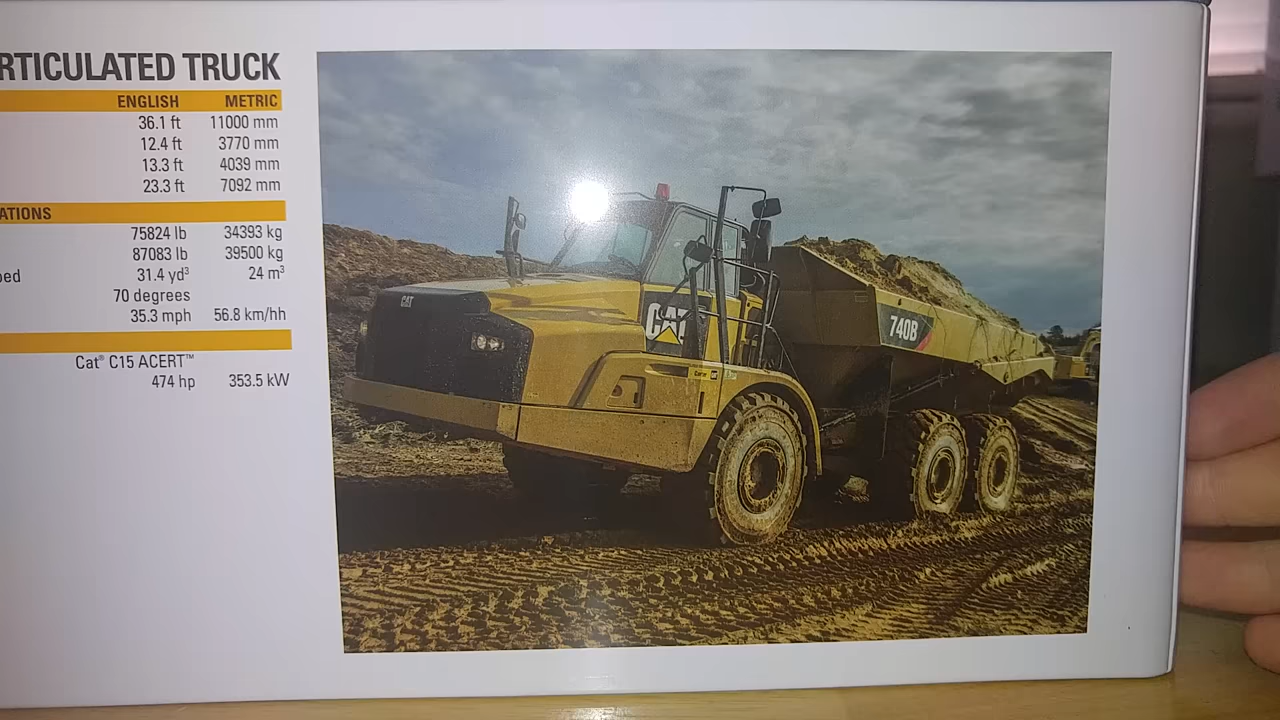 RTICULATED TRUCK
ENGLISH METRIC
36.1 ft 11000 mm
12.4 ft 3770 mm
13.3 ft 4039 mm
23.3 ft 7092 mm
ATIONS
75824 lb 34393 kg
87083 lb 39500 kg
ped 31.4 yd³ 24 m³
70 degrees
35.3 mph 56.8 km/hh
Cat® C15 ACERT™
474 hp 353.5 kW
CAT
CAT
740B